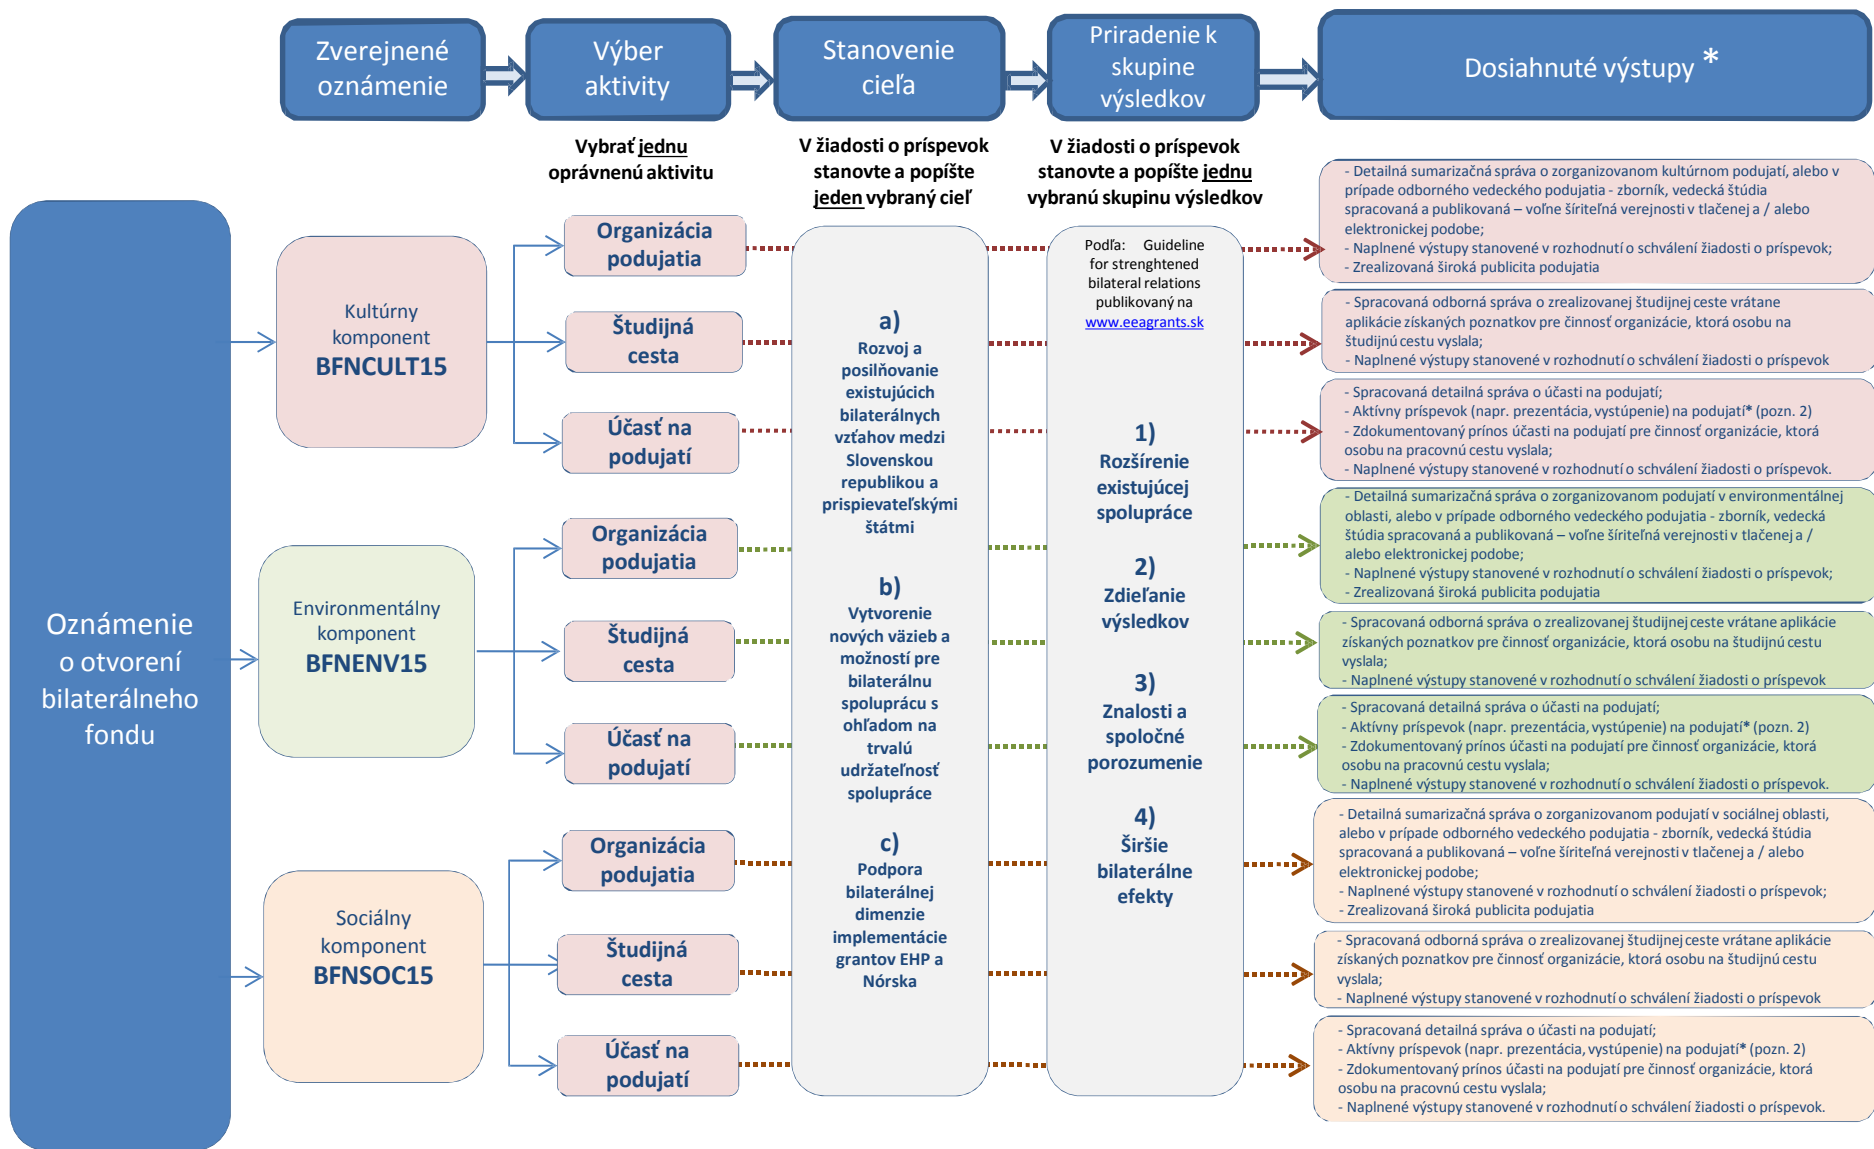 Zverejnené
oznámenie
Výber
aktivity
Stanovenie
cieľa
Priradenie k
skupine
výsledkov
Dosiahnuté výstupy *
Vybrať jednu
oprávnenú aktivitu
V žiadosti o príspevok
stanovte a popíšte
jeden vybraný cieľ
V žiadosti o príspevok
stanovte a popíšte jednu
vybranú skupinu výsledkov
Oznámenie
o otvorení
bilaterálneho
fondu
Kultúrny
komponent
BFNCULT15
Environmentálny
komponent
BFNENV15
Sociálny
komponent
BFNSOC15
Organizácia
podujatia
Študijná
cesta
Účasť na
podujatí
Organizácia
podujatia
Študijná
cesta
Účasť na
podujatí
Organizácia
podujatia
Študijná
cesta
Účasť na
podujatí
a)
Rozvoj a
posilňovanie
existujúcich
bilaterálnych
vzťahov medzi
Slovenskou
republikou a
prispievateľskými
štátmi
b)
Vytvorenie
nových väzieb a
možností pre
bilaterálnu
spoluprácu s
ohľadom na
trvalú
udržateľnosť
spolupráce
c)
Podpora
bilaterálnej
dimenzie
implementácie
grantov EHP a
Nórska
Podľa: Guideline
for strenghtened
bilateral relations
publikovaný na
www.eeagrants.sk
1)
Rozšírenie
existujúcej
spolupráce
2)
Zdieľanie
výsledkov
3)
Znalosti a
spoločné
porozumenie
4)
Širšie
bilaterálne
efekty
- Detailná sumarizačná správa o zorganizovanom kultúrnom podujatí, alebo v
prípade odborného vedeckého podujatia - zborník, vedecká štúdia
spracovaná a publikovaná – voľne šíriteľná verejnosti v tlačenej a / alebo
elektronickej podobe;
- Naplnené výstupy stanovené v rozhodnutí o schválení žiadosti o príspevok;
- Zrealizovaná široká publicita podujatia
- Spracovaná odborná správa o zrealizovanej študijnej ceste vrátane
aplikácie získaných poznatkov pre činnosť organizácie, ktorá osobu na
študijnú cestu vyslala;
- Naplnené výstupy stanovené v rozhodnutí o schválení žiadosti o príspevok
- Spracovaná detailná správa o účasti na podujatí;
- Aktívny príspevok (napr. prezentácia, vystúpenie) na podujatí* (pozn. 2)
- Zdokumentovaný prínos účasti na podujatí pre činnosť organizácie, ktorá
osobu na pracovnú cestu vyslala;
- Naplnené výstupy stanovené v rozhodnutí o schválení žiadosti o príspevok.
- Detailná sumarizačná správa o zorganizovanom podujatí v environmentálnej
oblasti, alebo v prípade odborného vedeckého podujatia - zborník, vedecká
štúdia spracovaná a publikovaná – voľne šíriteľná verejnosti v tlačenej a /
alebo elektronickej podobe;
- Naplnené výstupy stanovené v rozhodnutí o schválení žiadosti o príspevok;
- Zrealizovaná široká publicita podujatia
- Spracovaná odborná správa o zrealizovanej študijnej ceste vrátane aplikácie
získaných poznatkov pre činnosť organizácie, ktorá osobu na študijnú cestu
vyslala;
- Naplnené výstupy stanovené v rozhodnutí o schválení žiadosti o príspevok
- Spracovaná detailná správa o účasti na podujatí;
- Aktívny príspevok (napr. prezentácia, vystúpenie) na podujatí* (pozn. 2)
- Zdokumentovaný prínos účasti na podujatí pre činnosť organizácie, ktorá
osobu na pracovnú cestu vyslala;
- Naplnené výstupy stanovené v rozhodnutí o schválení žiadosti o príspevok.
- Detailná sumarizačná správa o zorganizovanom podujatí v sociálnej oblasti,
alebo v prípade odborného vedeckého podujatia - zborník, vedecká štúdia
spracovaná a publikovaná – voľne šíriteľná verejnosti v tlačenej a / alebo
elektronickej podobe;
- Naplnené výstupy stanovené v rozhodnutí o schválení žiadosti o príspevok;
- Zrealizovaná široká publicita podujatia
- Spracovaná odborná správa o zrealizovanej študijnej ceste vrátane aplikácie
získaných poznatkov pre činnosť organizácie, ktorá osobu na študijnú cestu
vyslala;
- Naplnené výstupy stanovené v rozhodnutí o schválení žiadosti o príspevok
- Spracovaná detailná správa o účasti na podujatí;
- Aktívny príspevok (napr. prezentácia, vystúpenie) na podujatí* (pozn. 2)
- Zdokumentovaný prínos účasti na podujatí pre činnosť organizácie, ktorá
osobu na pracovnú cestu vyslala;
- Naplnené výstupy stanovené v rozhodnutí o schválení žiadosti o príspevok.